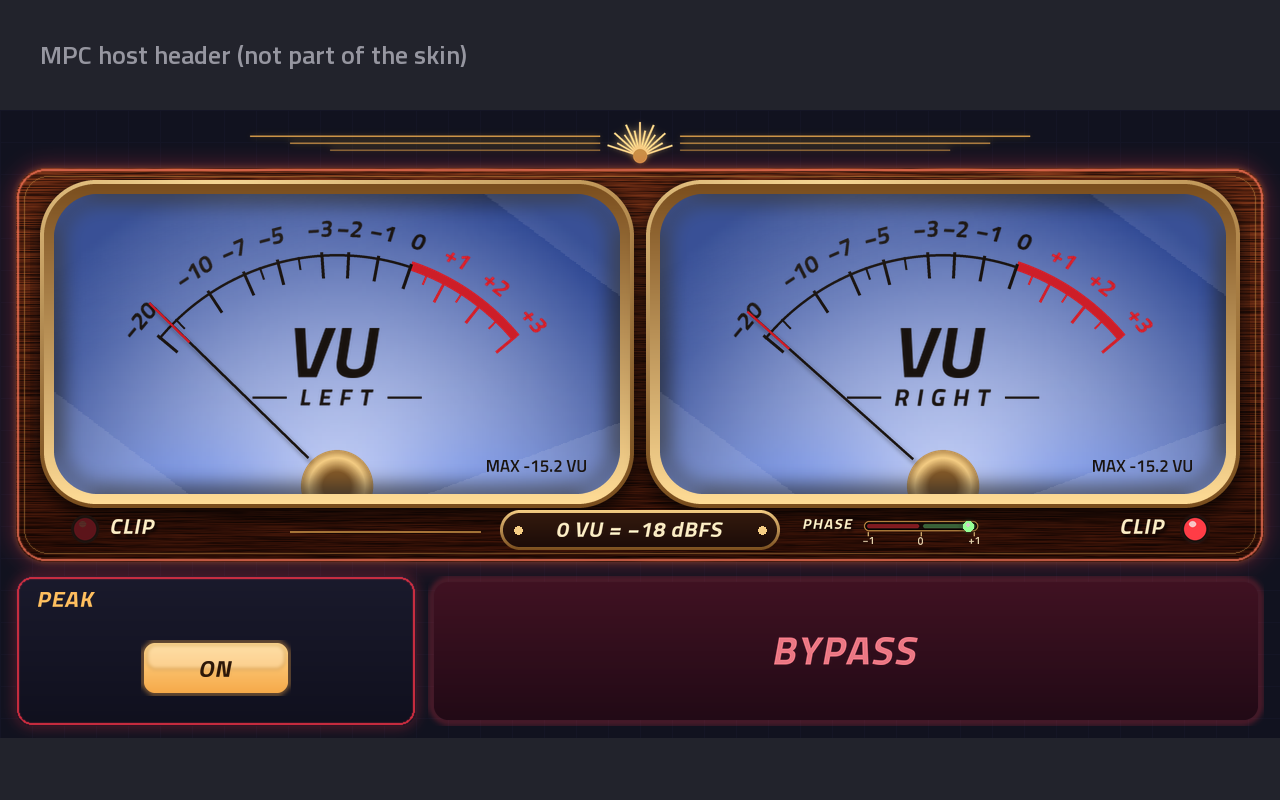 MPC host header (not part of the skin)
−20 −10 −7 −5 −3 −2 −1 0 +1 +2 +3
VU
LEFT
MAX -15.2 VU
−20 −10 −7 −5 −3 −2 −1 0 +1 +2 +3
VU
RIGHT
MAX -15.2 VU
CLIP
0 VU = −18 dBFS
PHASE
−1 0 +1
CLIP
PEAK
ON
BYPASS